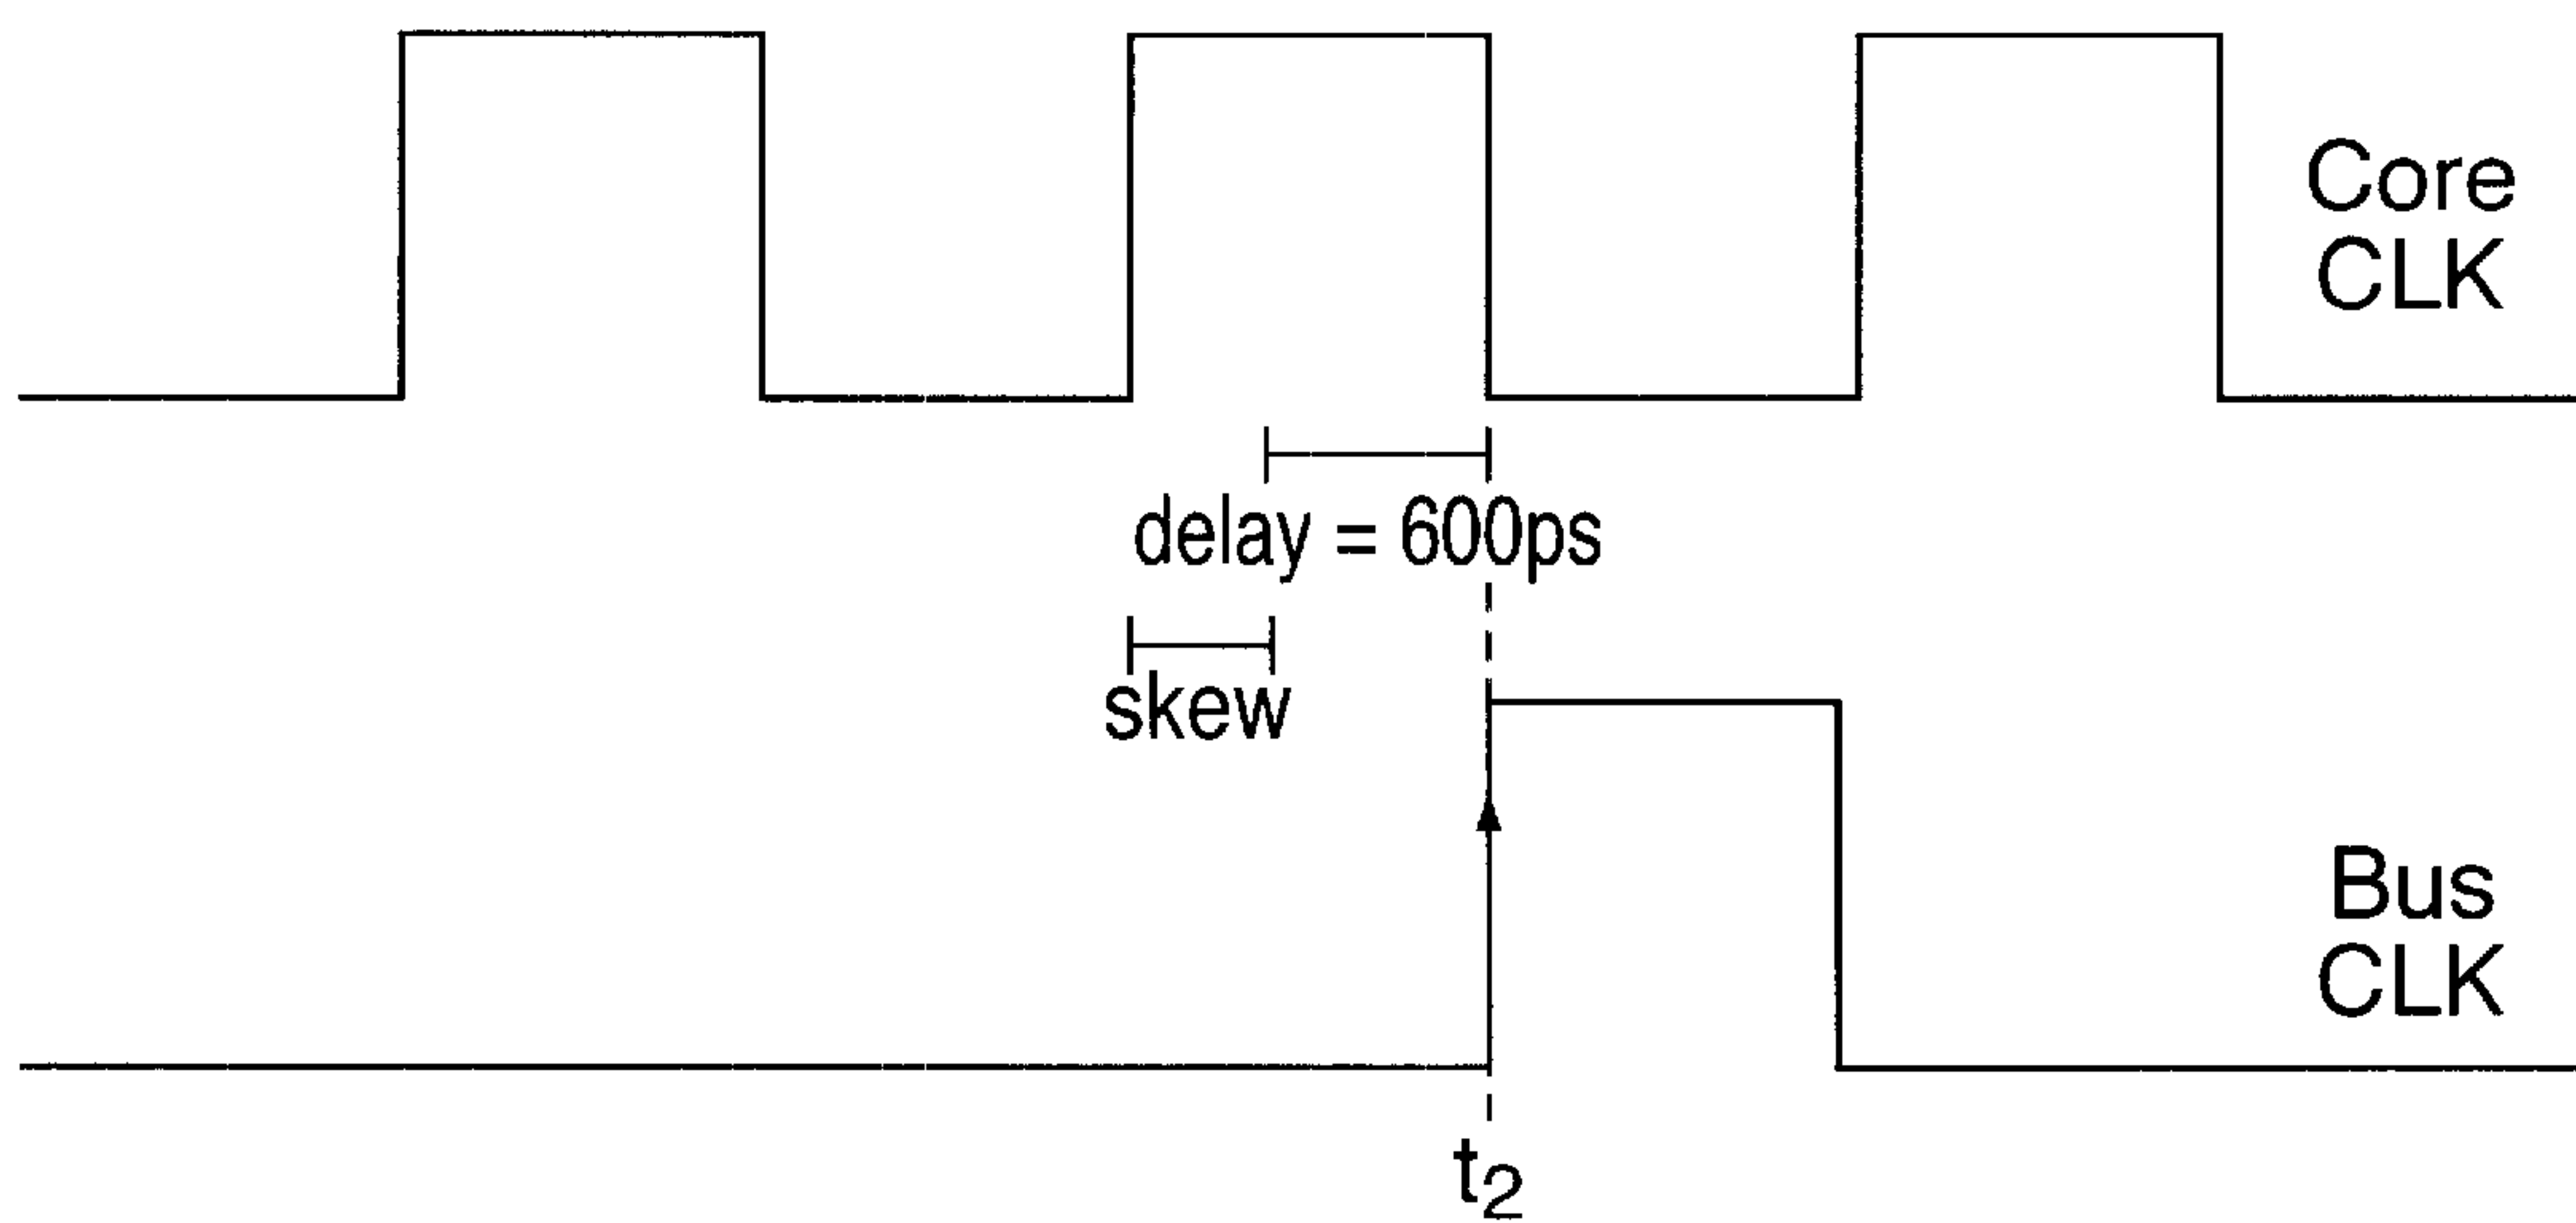 Core
CLK
delay = 600ps
skew
Bus
CLK
t2